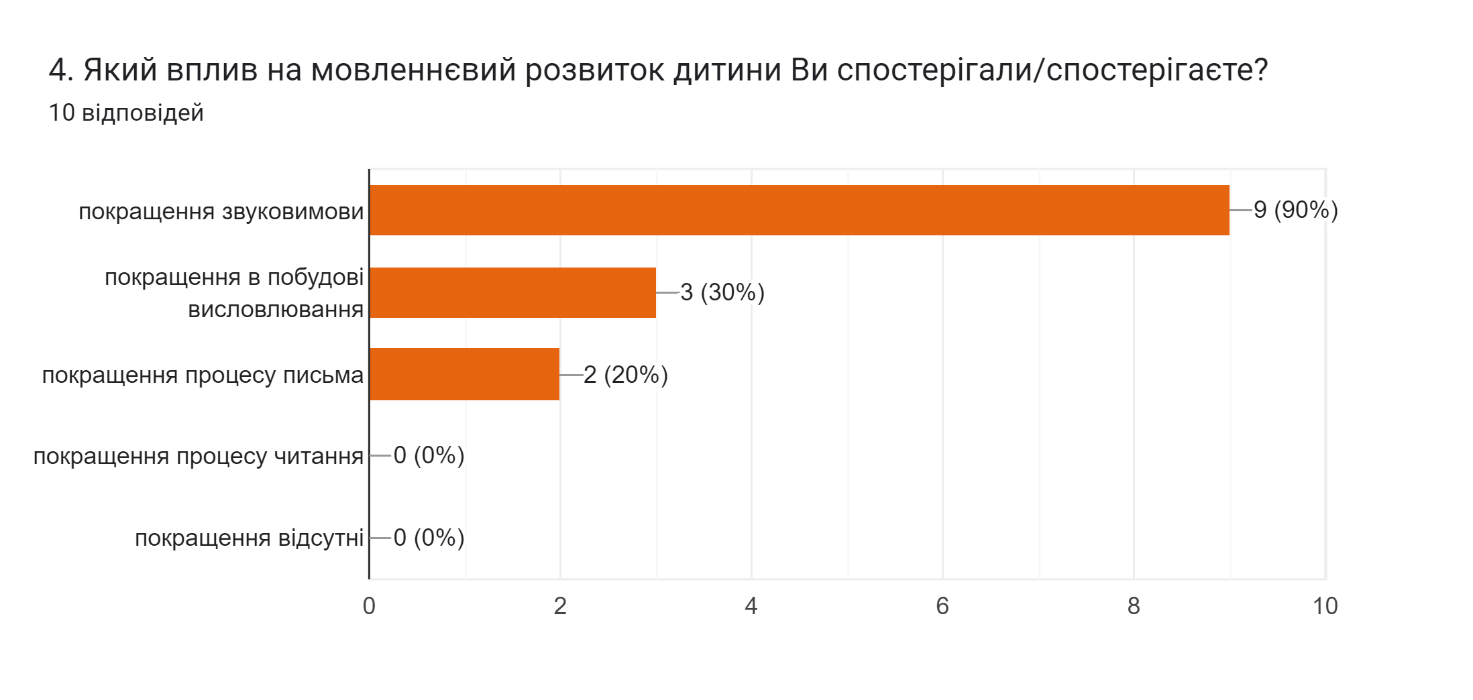 4. Який вплив на мовленнєвий розвиток дитини Ви спостерігали/спостерігаєте?
10 відповідей
покращення звуковимови
9 (90%)
покращення в побудові
висловлювання
3 (30%)
покращення процесу письма
2 (20%)
покращення процесу читання
0 (0%)
покращення відсутні
0 (0%)
0 2 4 6 8 10